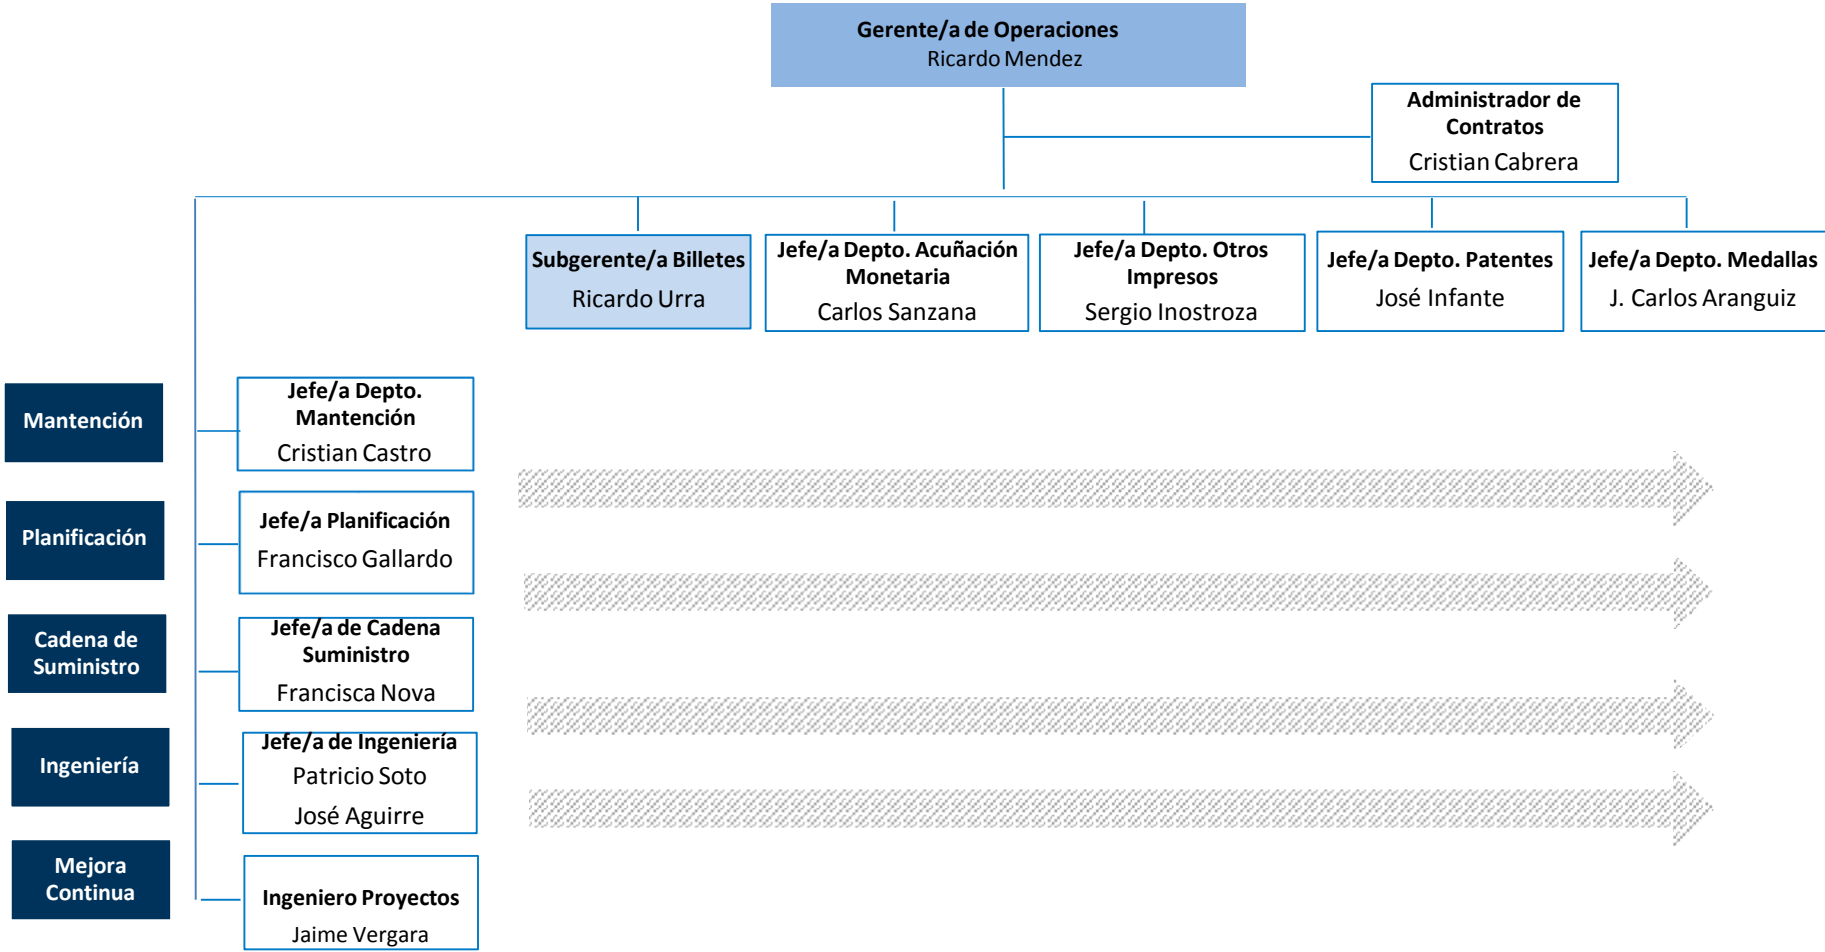 Gerente/a de Operaciones
Ricardo Mendez
Administrador de
Contratos
Cristian Cabrera
Subgerente/a Billetes
Ricardo Urra
Jefe/a Depto. Acuñación
Monetaria
Carlos Sanzana
Jefe/a Depto. Otros
Impresos
Sergio Inostroza
Jefe/a Depto. Patentes
José Infante
Jefe/a Depto. Medallas
J. Carlos Aranguiz
Mantención
Jefe/a Depto.
Mantención
Cristian Castro
Planificación
Jefe/a Planificación
Francisco Gallardo
Cadena de
Suministro
Jefe/a de Cadena
Suministro
Francisca Nova
Ingeniería
Jefe/a de Ingeniería
Patricio Soto
José Aguirre
Mejora
Continua
Ingeniero Proyectos
Jaime Vergara